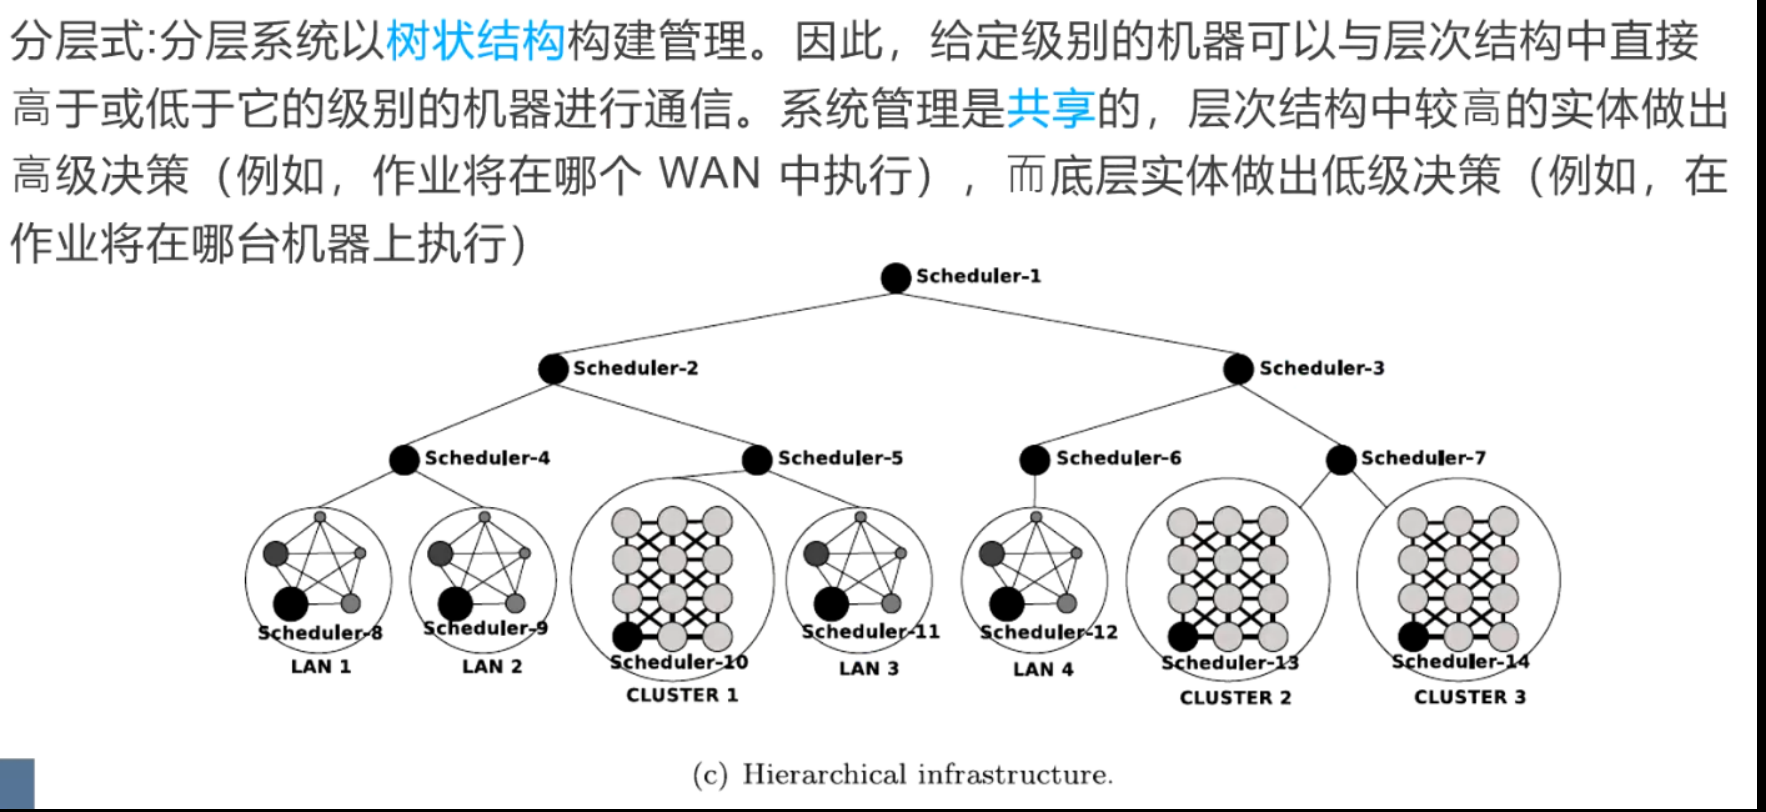 分层式:分层系统以树状结构构建管理。因此，给定级别的机器可以与层次结构中直接
高于或低于它的级别的机器进行通信。系统管理是共享的，层次结构中较高的实体做出
高级决策（例如，作业将在哪个 WAN 中执行），而底层实体做出低级决策（例如，在
作业将在哪台机器上执行）
Scheduler-1
Scheduler-2
Scheduler-3
Scheduler-4
Scheduler-5
Scheduler-6
Scheduler-7
Scheduler-8
LAN 1
Scheduler-9
LAN 2
Scheduler-10
CLUSTER 1
Scheduler-11
LAN 3
Scheduler-12
LAN 4
Scheduler-13
CLUSTER 2
Scheduler-14
CLUSTER 3
(c) Hierarchical infrastructure.